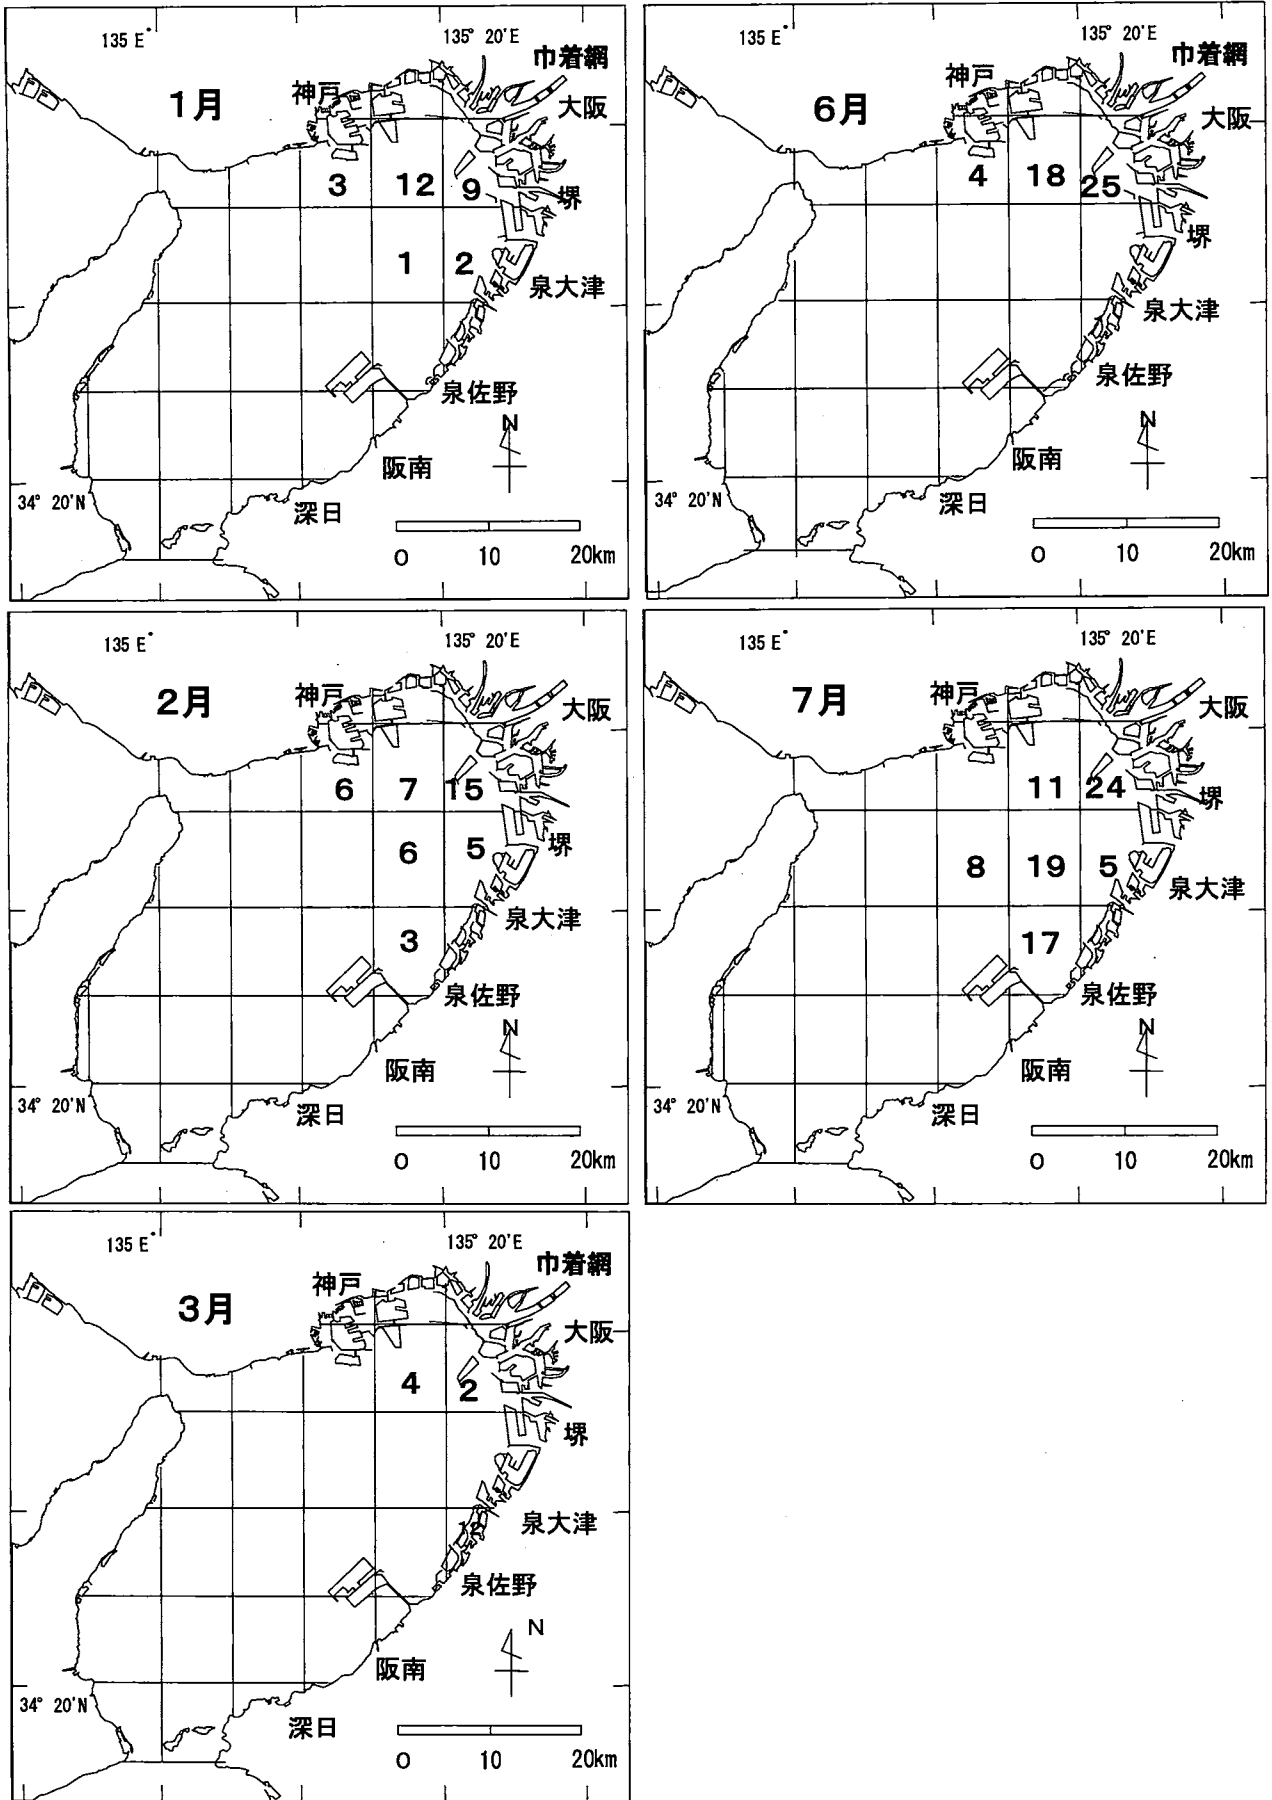 135 E°
135° 20'E
巾着網
1月
神戸
大阪
3
12
9
堺
1
2
泉大津
泉佐野
N
阪南
34° 20'N
深日
0
10
20km
135 E°
135° 20'E
巾着網
6月
神戸
大阪
4
18
25
堺
泉大津
泉佐野
N
阪南
34° 20'N
深日
0
10
20km
135 E°
135° 20'E
2月
神戸
大阪
6
7
15
6
5
堺
泉大津
3
泉佐野
N
阪南
34° 20'N
深日
0
10
20km
135 E°
135° 20'E
7月
神戸
大阪
11
24
堺
8
19
5
泉大津
17
泉佐野
N
阪南
34° 20'N
深日
0
10
20km
135 E°
135° 20'E
巾着網
3月
神戸
大阪
4
2
堺
12
泉大津
泉佐野
N
阪南
34° 20'N
深日
0
10
20km